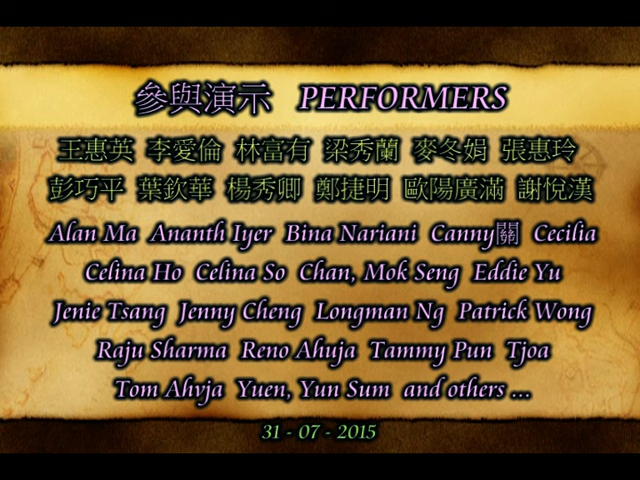 參與演示 PERFORMERS
王惠英 李愛倫 林富有 梁秀蘭 麥冬娟 張惠玲
彭巧平 葉欽華 楊秀卿 鄭捷明 歐陽廣滿 謝悅漢
Alan Ma Ananth Iyer Bina Nariani Canny關 Cecilia
Celina Ho Celina So Chan, Mok Seng Eddie Yu
Jenie Tsang Jenny Cheng Longman Ng Patrick Wong
Raju Sharma Reno Ahuja Tammy Pun Tjoa
Tom Ahvja Yuen, Yun Sum and others ...
31 - 07 - 2015